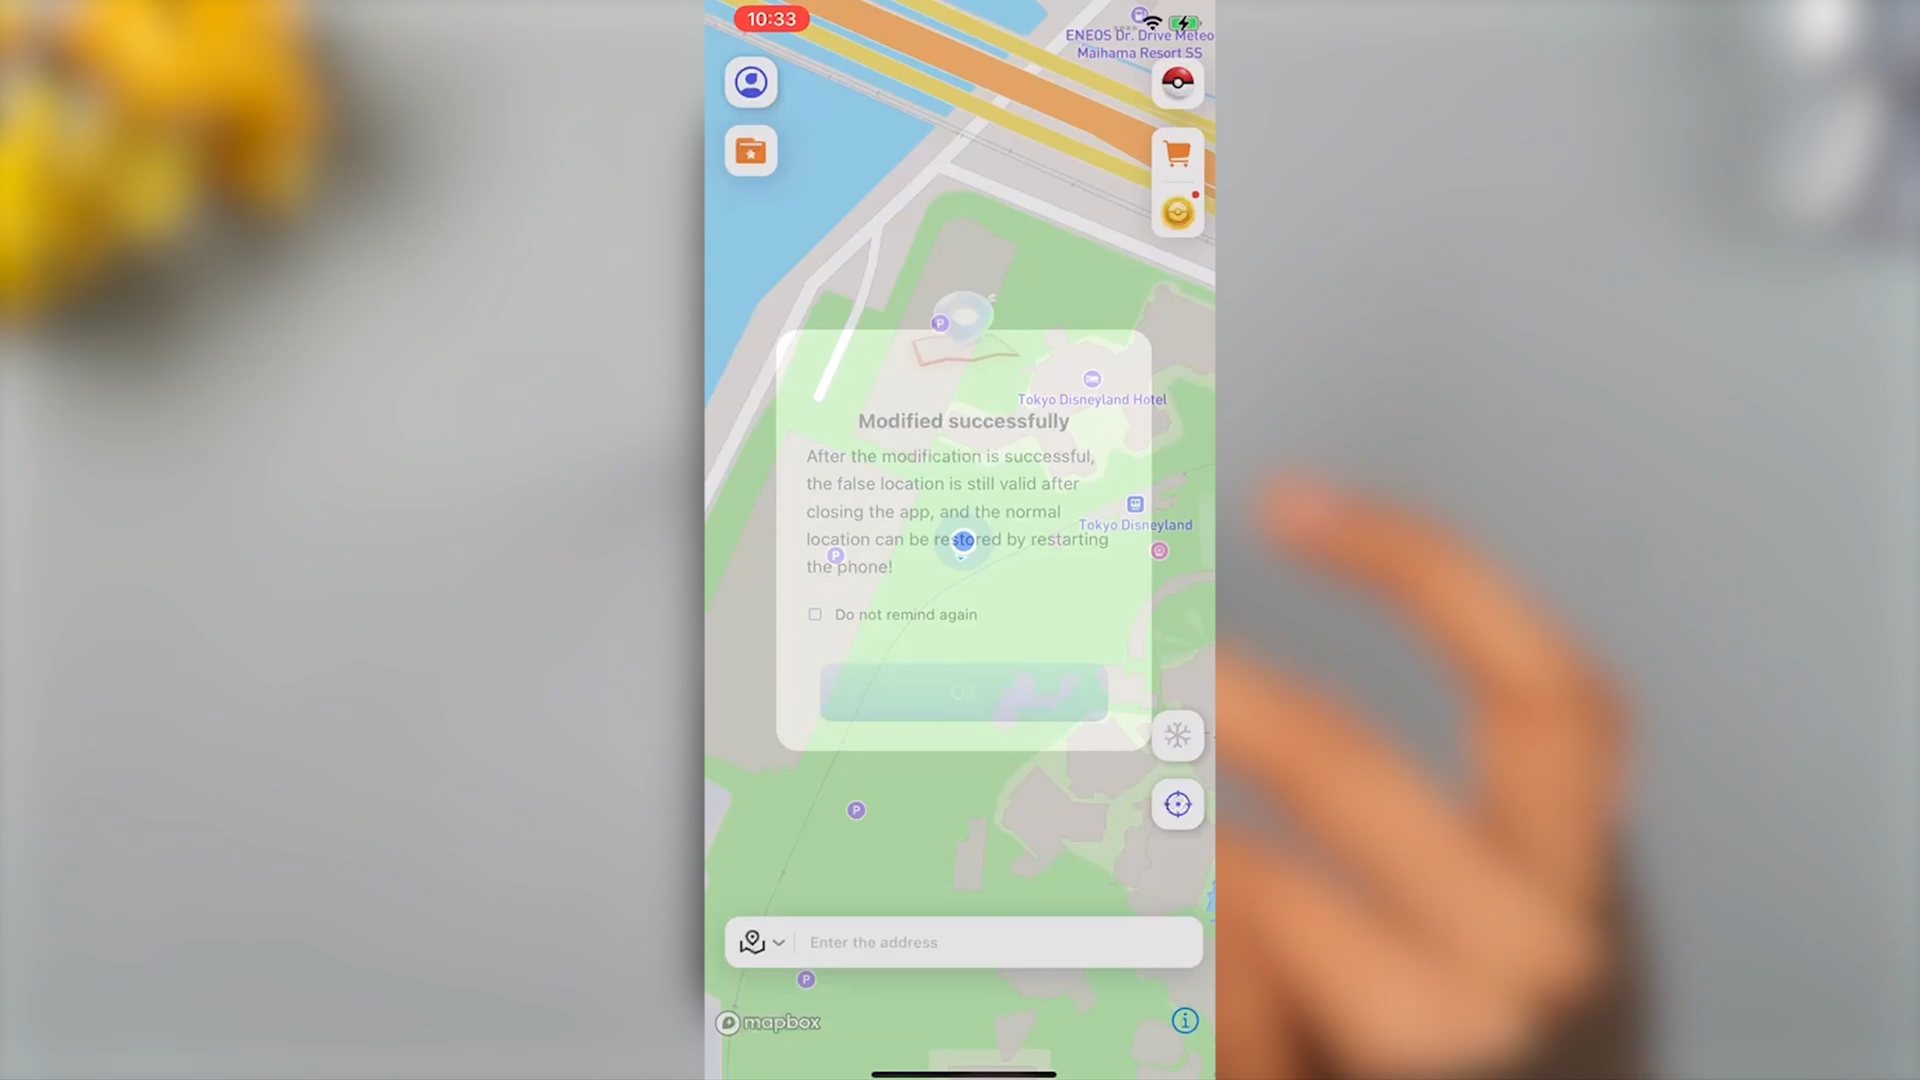 10:33
ENEOS Dr. Drive Meteo
Maihama Resort SS
P
Tokyo Disneyland Hotel
Modified successfully
After the modification is successful,
the false location is still valid after
closing the app, and the normal
Tokyo Disneyland
location can be restored by restarting
P
the phone!
Do not remind again
OK
P
Enter the address
P
mapbox